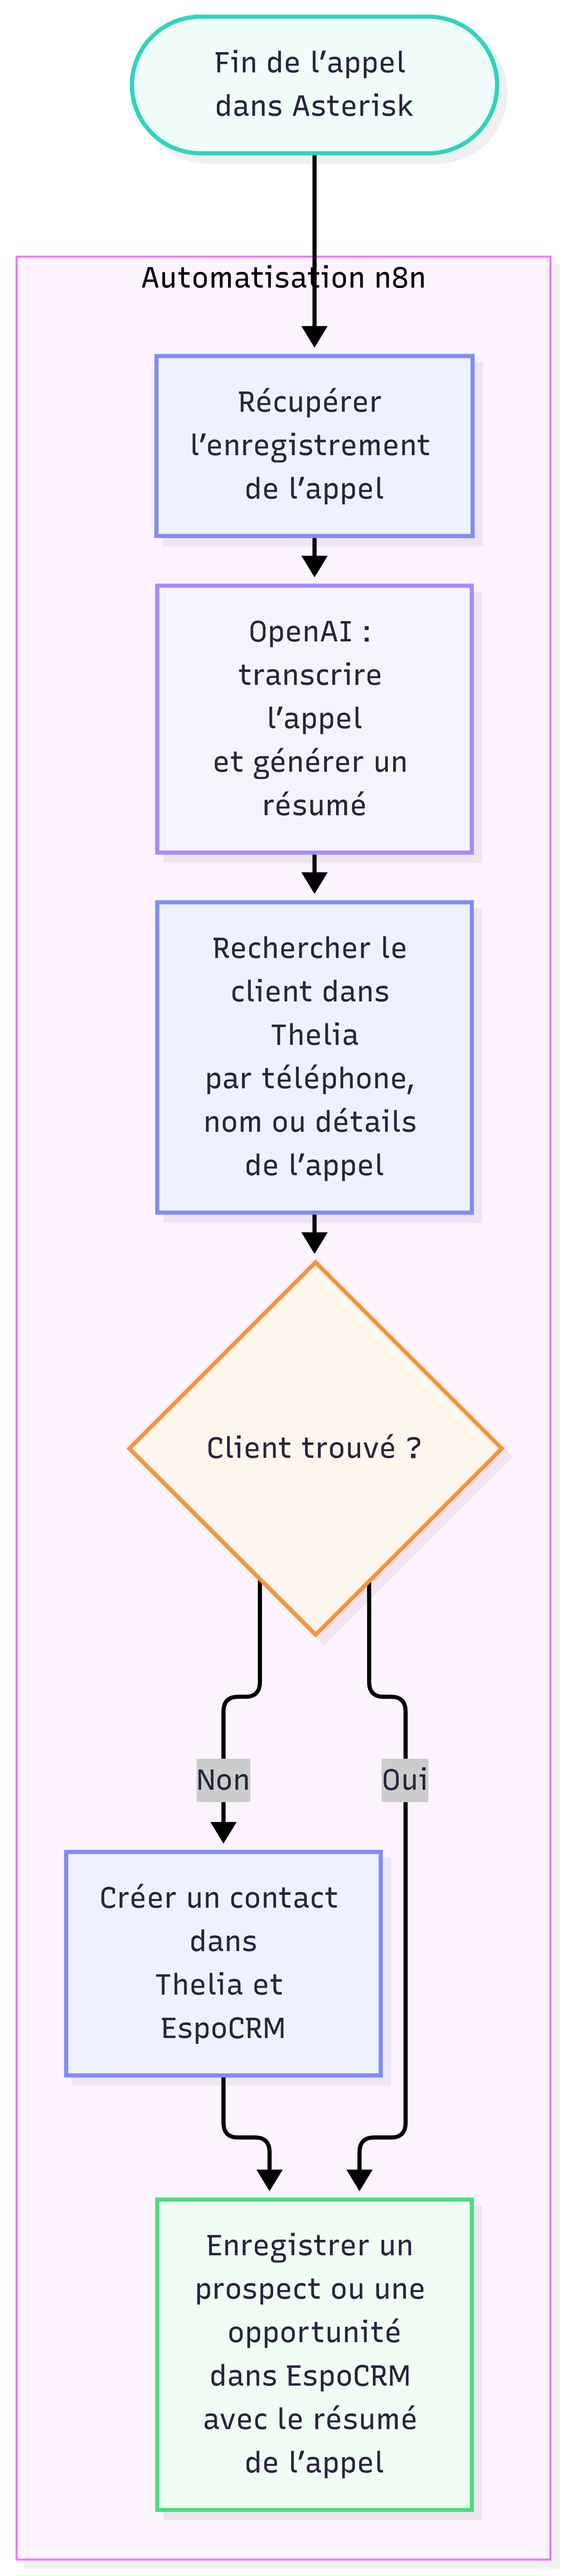 Fin de l’appel
dans Asterisk
Automatisation n8n
Récupérer
l’enregistrement
de l’appel
OpenAI :
transcrire
l’appel
et générer un
résumé
Rechercher le
client dans
Thelia
par téléphone,
nom ou détails
de l’appel
Client trouvé ?
Non
Oui
Créer un contact
dans
Thelia et
EspoCRM
Enregistrer un
prospect ou une
opportunité
dans EspoCRM
avec le résumé
de l’appel